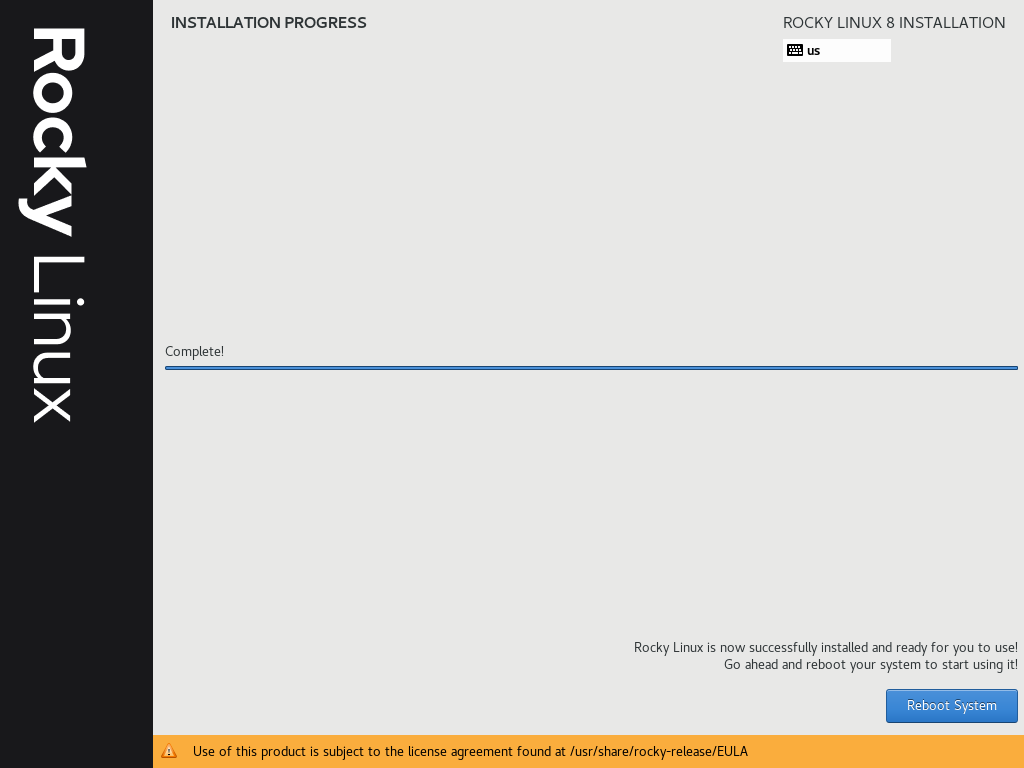 Rocky Linux
INSTALLATION PROGRESS
ROCKY LINUX 8 INSTALLATION
us
Complete!
Rocky Linux is now successfully installed and ready for you to use!
Go ahead and reboot your system to start using it!
Reboot System
Use of this product is subject to the license agreement found at /usr/share/rocky-release/EULA